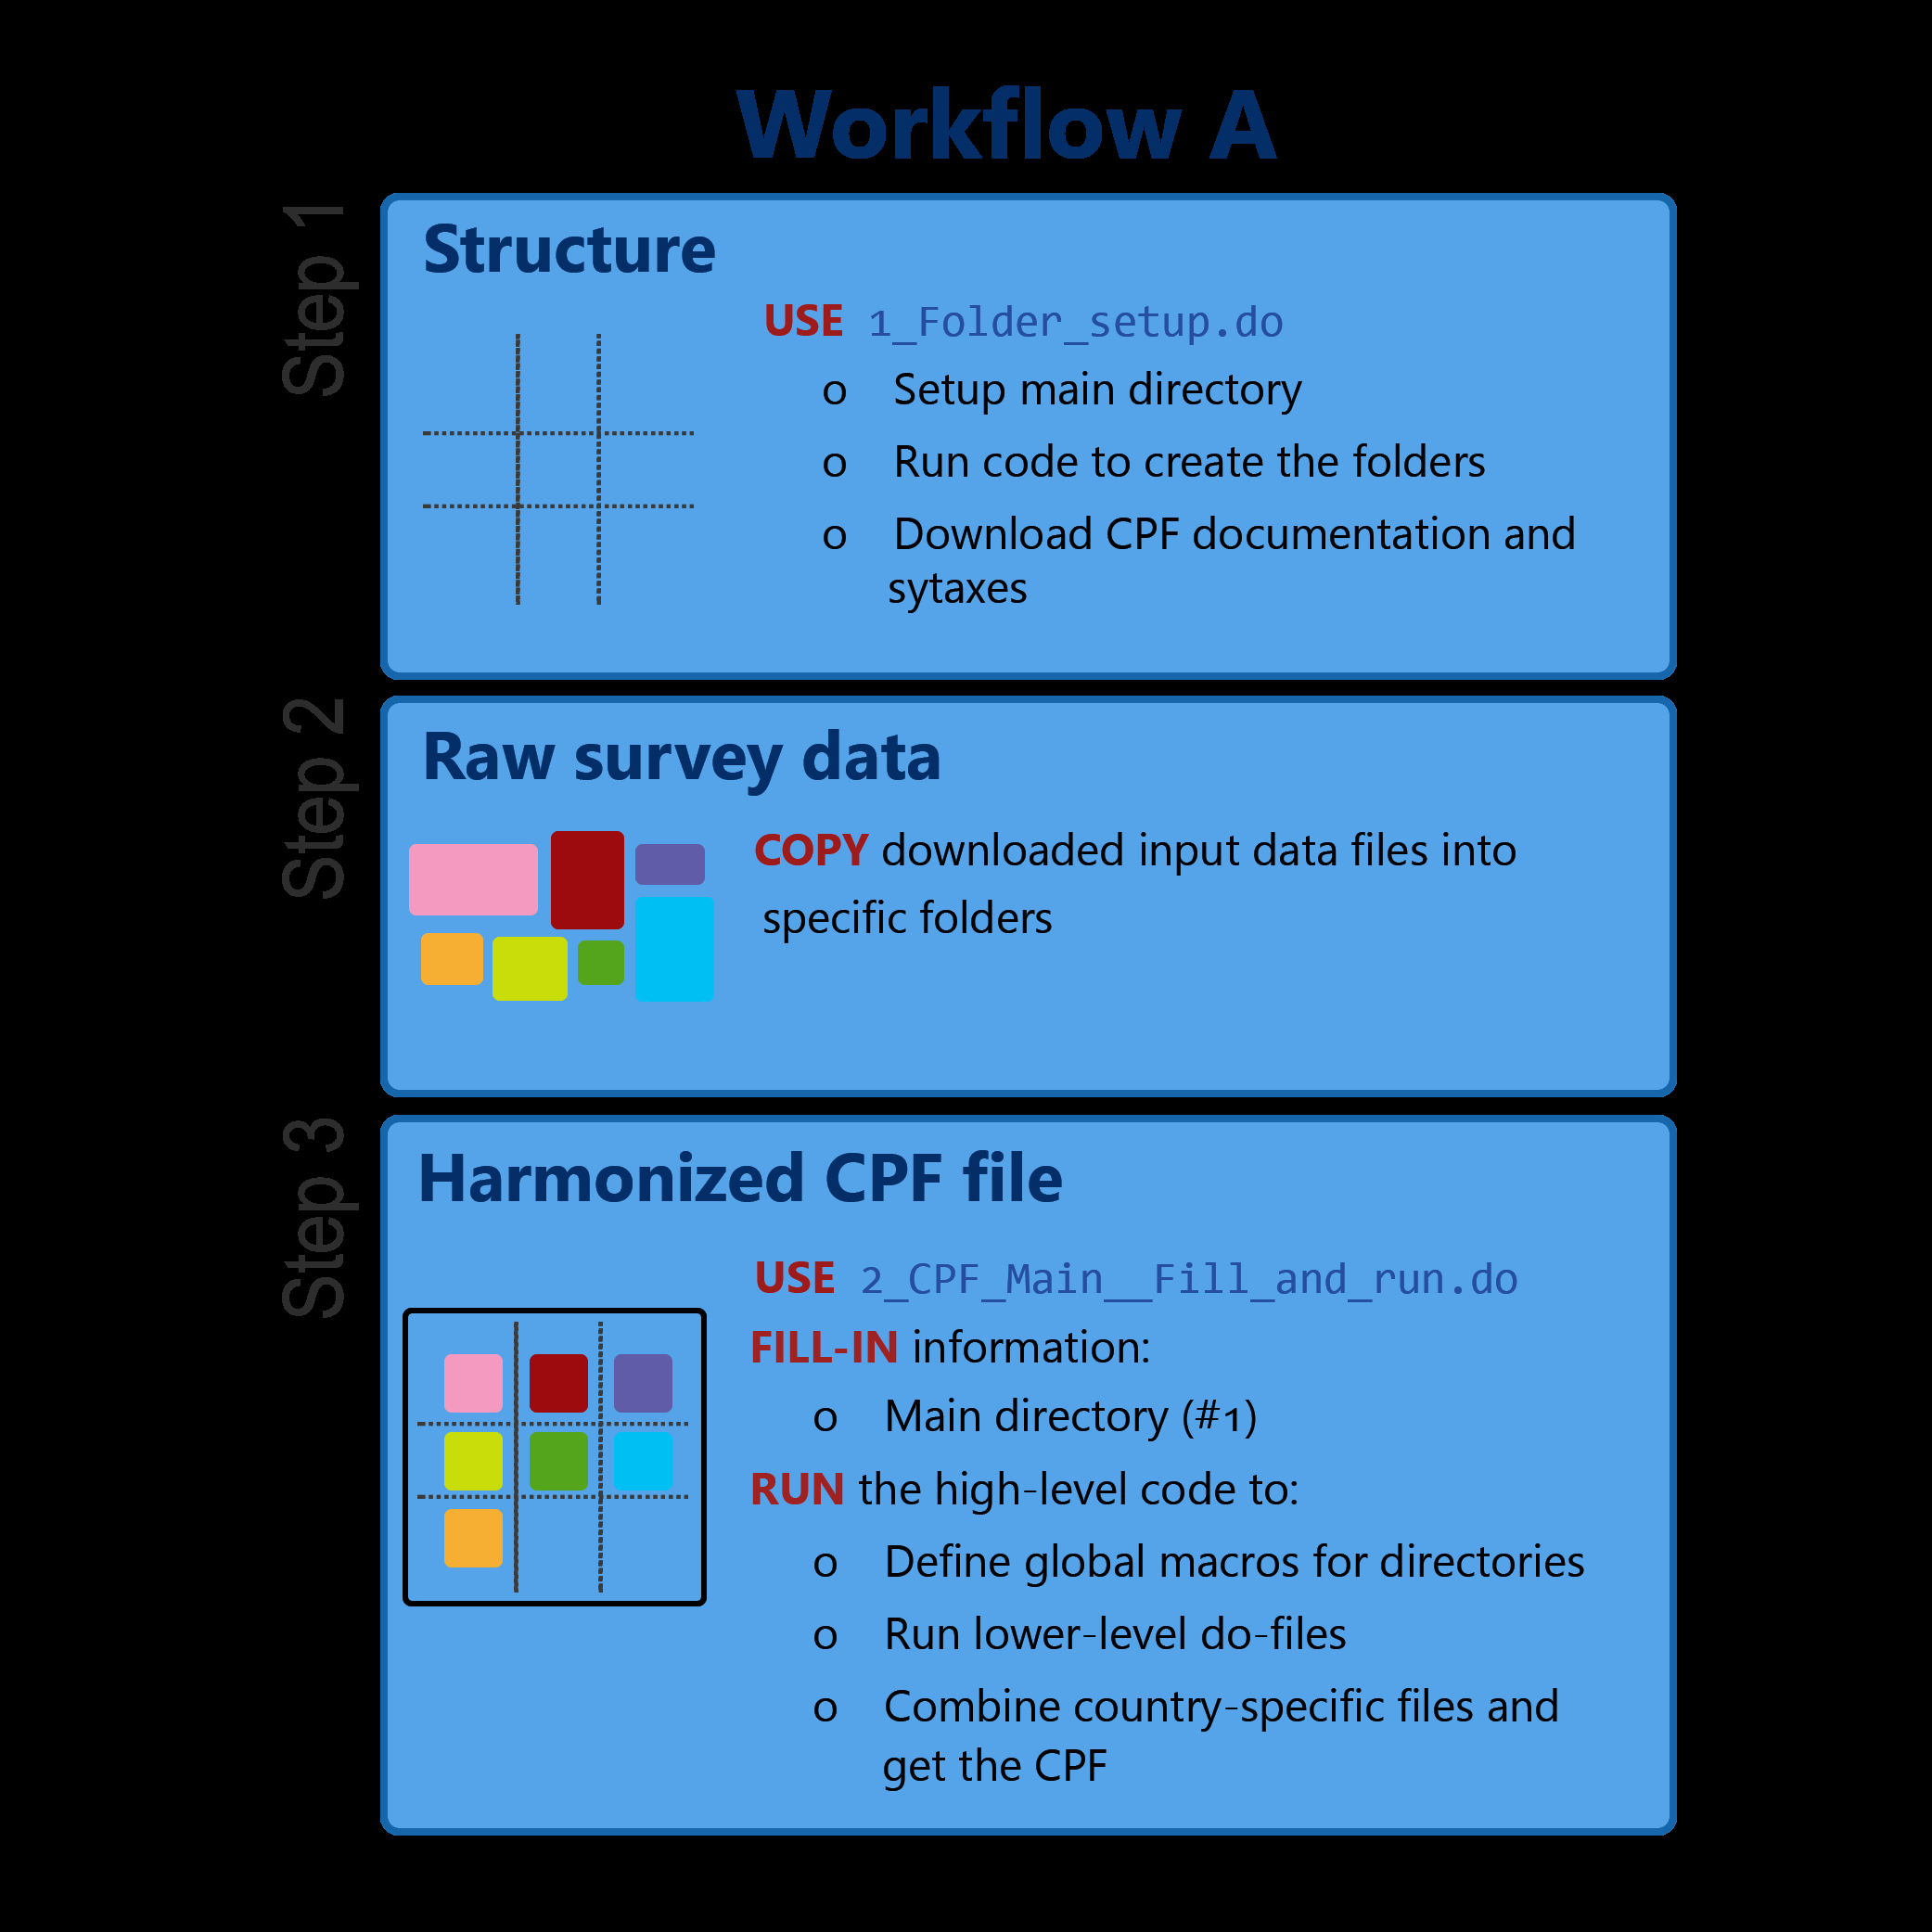 Workflow A
Step 1
Structure
USE 1_Folder_setup.do
o Setup main directory
o Run code to create the folders
o Download CPF documentation and
sytaxes
Step 2
Raw survey data
COPY downloaded input data files into
specific folders
Step 3
Harmonized CPF file
USE 2_CPF_Main__Fill_and_run.do
FILL-IN information:
o Main directory (#1)
RUN the high-level code to:
o Define global macros for directories
o Run lower-level do-files
o Combine country-specific files and
get the CPF